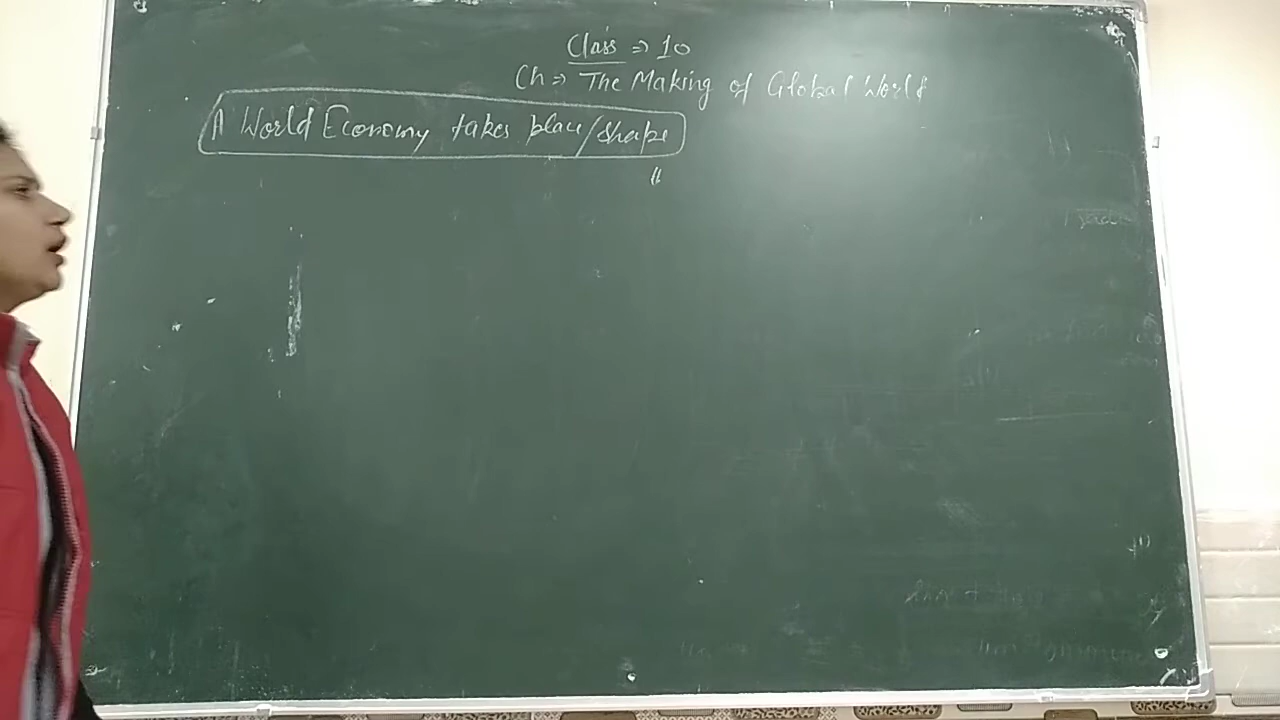 Class ⇒ 10
Ch ⇒ The Making of Global World
A World Economy takes place/shape